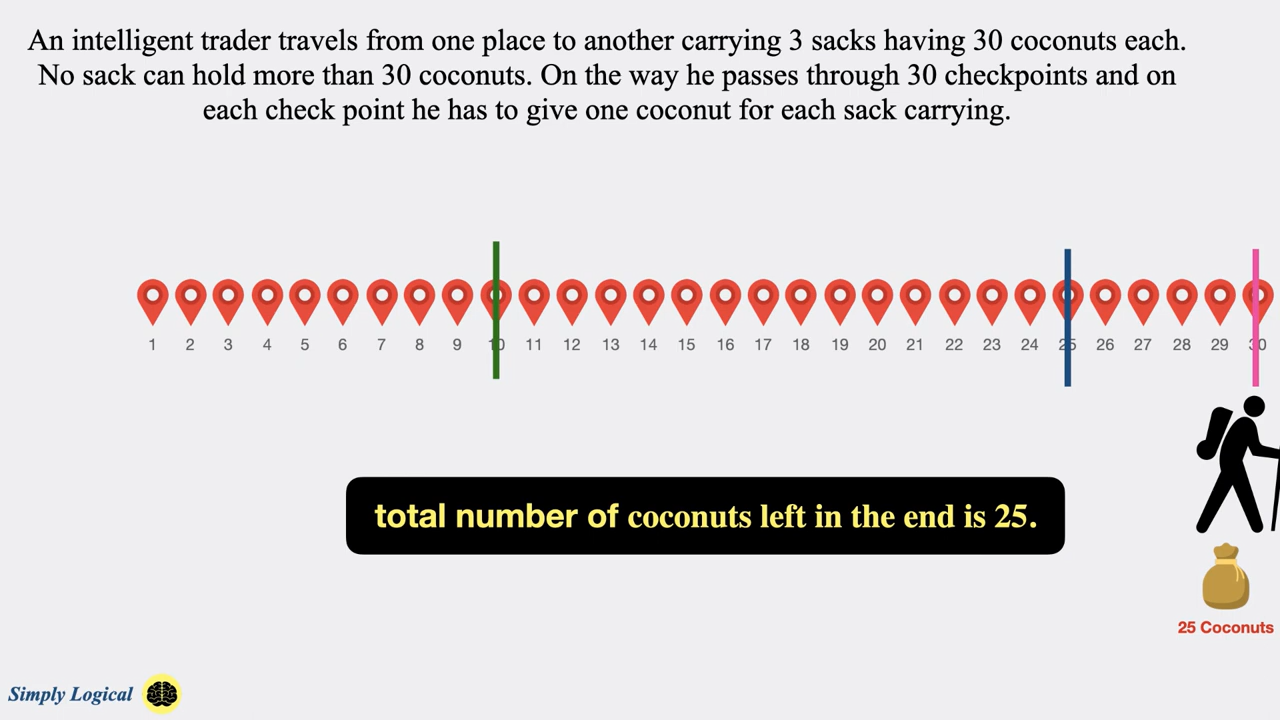 An intelligent trader travels from one place to another carrying 3 sacks having 30 coconuts each.
No sack can hold more than 30 coconuts. On the way he passes through 30 checkpoints and on
each check point he has to give one coconut for each sack carrying.
1 2 3 4 5 6 7 8 9 10 11 12 13 14 15 16 17 18 19 20 21 22 23 24 25 26 27 28 29 30
total number of coconuts left in the end is 25.
25 Coconuts
Simply Logical